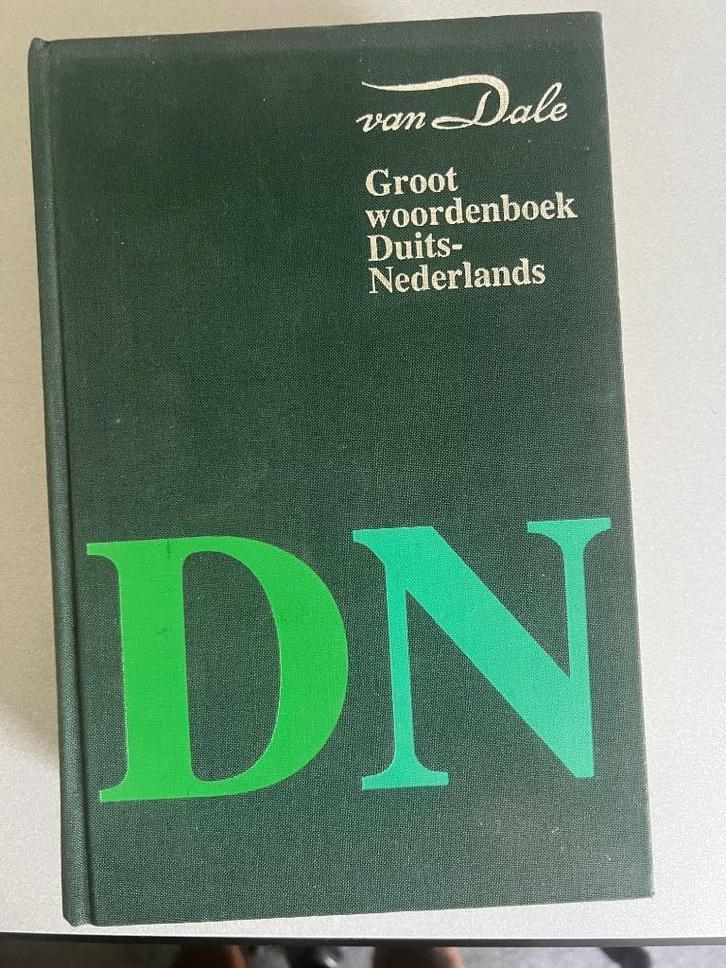 van Dale
Groot
woordenboek
Duits-
Nederlands
DN